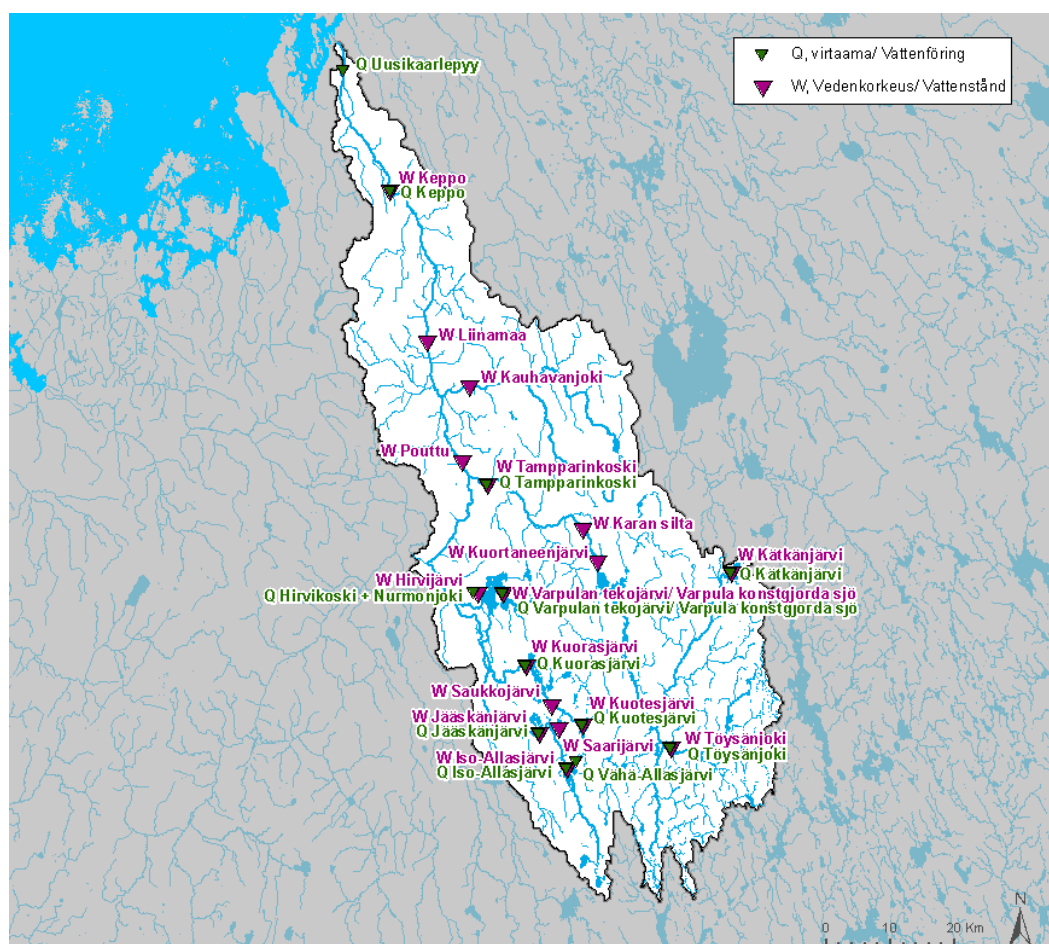 Q, virtaama/ Vattenföring
W, Vedenkorkeus/ Vattenstånd
Q Uusikaarlepyy
W Keppo
Q Keppo
W Liinamaa
W Kauhavanjoki
W Pouttu
W Tampparinkoski
Q Tampparinkoski
W Karan silta
W Kuortaneenjärvi
W Kätkänjärvi
Q Kätkänjärvi
W Hirvijärvi
Q Hirvikoski + Nurmonjoki
W Varpulan tekojärvi/ Varpula konstgjorda sjö
Q Varpulan tekojärvi/ Varpula konstgjorda sjö
W Kuorasjärvi
Q Kuorasjärvi
W Saukkojärvi
W Kuotesjärvi
Q Kuotesjärvi
W Jääskänjärvi
Q Jääskänjärvi
W Saarijärvi
W Töysänjoki
Q Töysänjoki
W Iso-Allasjärvi
Q Iso-Allasjärvi
Q Vähä-Allasjärvi
N
0 10 20 Km